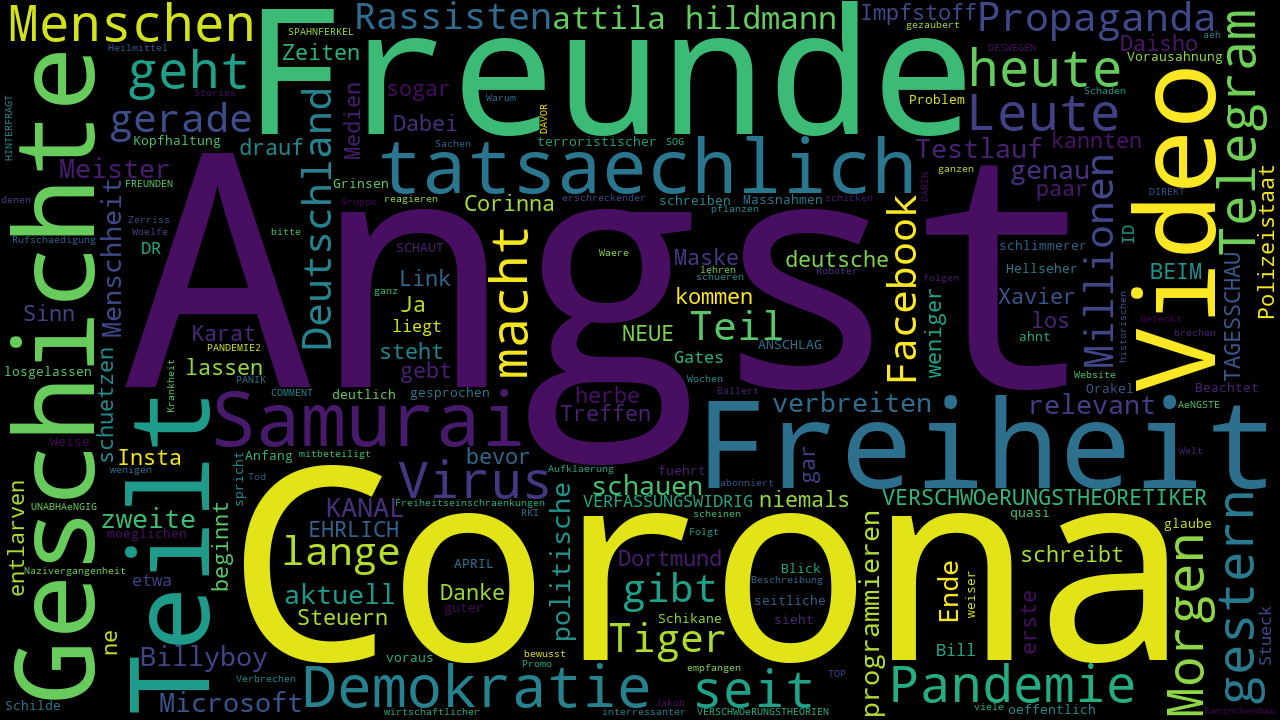 Menschen
Freunde
Rassisten
attila hildmann
Impfstoff
Propaganda
SPAHNFERKEL
gezaubert
Heilmittel
Zeiten
geht
heute
DESWEGEN
Daisho
aeh
Vorausahnung
Telegram
Geschichte
Stories
sogar
Warum
Problem
Leute
Schaden
Video
HINTERFRAGT
gerade
Deutschland
Medien
Dabei
DAVOR
Kopfhaltung
drauf
Sachen
terroristischer
SOG
Testlauf
kannten
tatsaechlich
Meister
genau
ganzen
paar
Millionen
Polizeistaat
FREUNDEN
Grinsen
Gruppe
reagieren
erschreckender
schreiben
Massnahmen
schicken
DARIN
DIREKT
denen
Menschheit
Zerriss
Woelfe
Corinna
pflanzen
Facebook
Angst
Rufschaedigung
DR
bitte
SCHAUT
macht
Waere
Maske
deutsche
schlimmerer
ID
lehren
Roboter
Hellseher
BEIM
TAGESSCHAU
ganz
Link
schueren
folgen
Sinn
Ja
kommen
Xavier
weniger
historischen
Gelenkt
Karat
liegt
NEUE
Teil
los
ahnt
brechen
PANDEMIE2
steht
ANSCHLAG
schuetzen
lassen
gebt
Gates
losgelassen
Krankheit
PANIK
Wochen
Website
Orakel
Beachtet
COMMENT
deutlich
gesprochen
herbe
Ballert
Treffen
verbreiten
relevant
AeNGSTE
Teilt
Samurai
Freiheit
Weise
mitbeteiligt
Insta
Anfang
bevor
gar
Welt
wenigen
spricht
Tod
Virus
Aufklaerung
fuehrt
schauen
abonniert
entlarven
UNABHAeNGIG
KANAL
Freiheitseinschraenkungen
VERFASSUNGSWIDRIG
niemals
VERSCHWOeRUNGSTHEORETIKER
zweite
RKI
scheinen
quasi
EHRLICH
moeglichen
beginnt
politische
Folgt
glaube
gestern
Corona
lange
Dortmund
schreibt
Nazivergangenheit
etwa
APRIL
Blick
Beschreibung
programmieren
Ende
weiser
Morgen
aktuell
Danke
gibt
seitliche
erste
guter
Steuern
Schikane
sieht
ne
Tiger
Stueck
Billyboy
voraus
bewusst
Bill
Verbrechen
Promo
empfangen
TOP
Demokratie
seit
Pandemie
Microsoft
Schilde
Jakob
viele
oeffentlich
wirtschaftlicher
interressanter
VERSCHWOeRUNGSTHEORIEN
Kaninchenbau